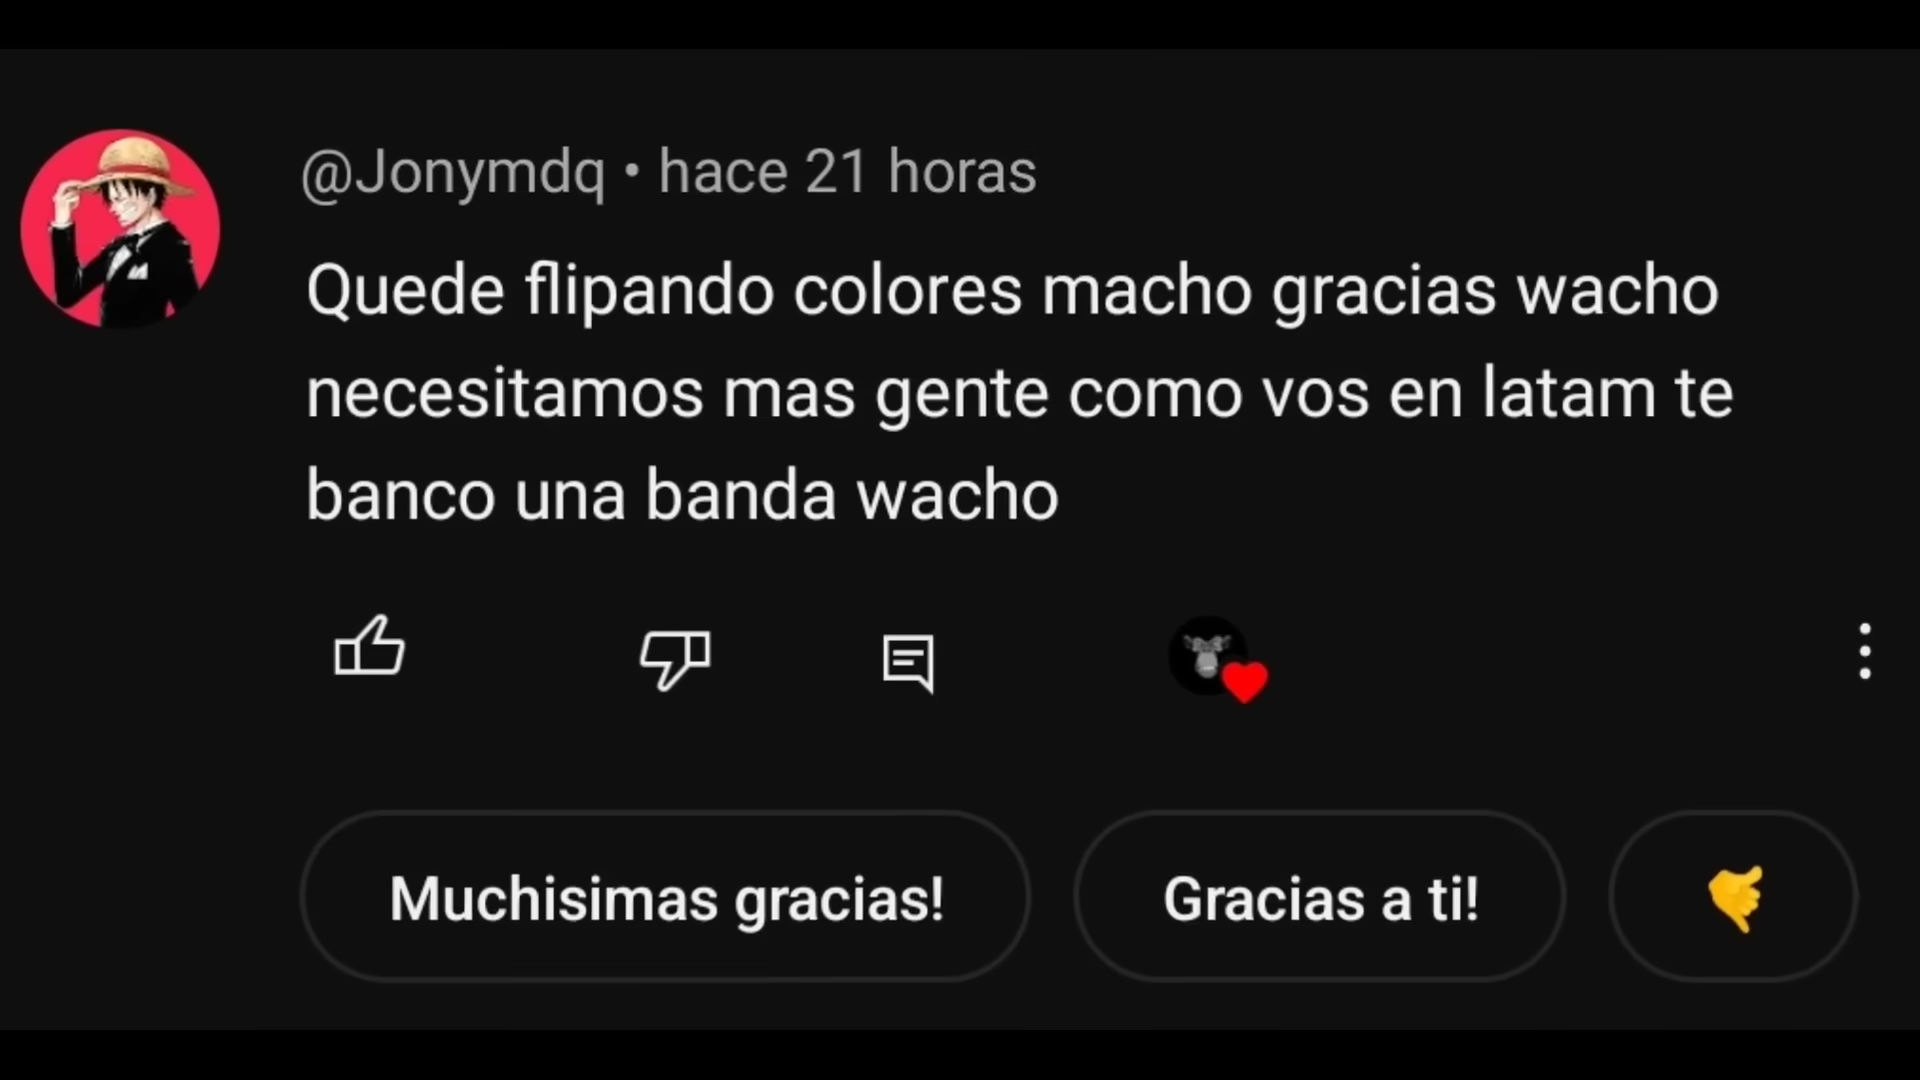 @Jonymdq • hace 21 horas
Quede flipando colores macho gracias wacho
necesitamos mas gente como vos en latam te
banco una banda wacho
Muchisimas gracias!
Gracias a ti!